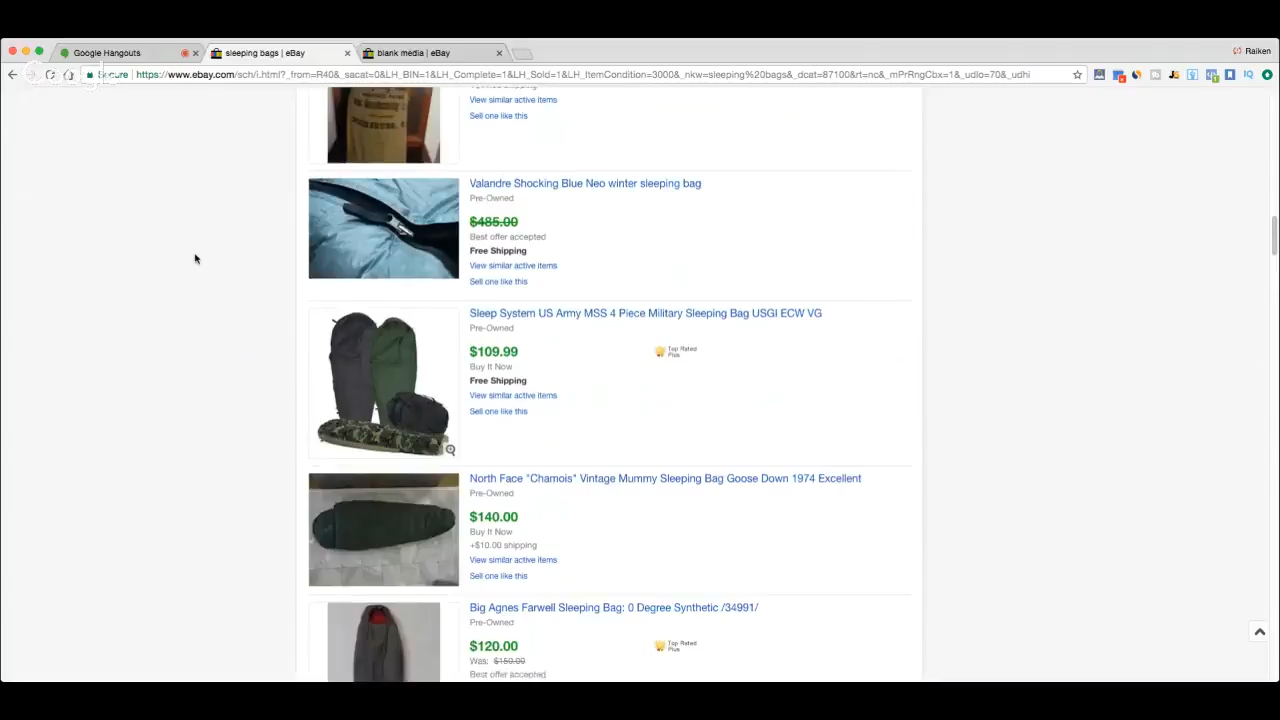 Google Hangouts
sleeping bags | eBay
blank media | eBay
Raiken
Secure
https://www.ebay.com/sch/i.html?_from=R40&_sacat=0&LH_BIN=1&LH_Complete=1&LH_Sold=1&LH_ItemCondition=3000&_nkw=sleeping%20bags&_dcat=87100&rt=nc&_mPrRngCbx=1&_udlo=70&_udhi
View similar active items
Sell one like this
Valandre Shocking Blue Neo winter sleeping bag
Pre-Owned
$485.00
Best offer accepted
Free Shipping
View similar active items
Sell one like this
Sleep System US Army MSS 4 Piece Military Sleeping Bag USGI ECW VG
Pre-Owned
$109.99
Top Rated
Plus
Buy It Now
Free Shipping
View similar active items
Sell one like this
North Face "Chamois" Vintage Mummy Sleeping Bag Goose Down 1974 Excellent
Pre-Owned
$140.00
Buy It Now
+$10.00 shipping
View similar active items
Sell one like this
Big Agnes Farwell Sleeping Bag: 0 Degree Synthetic /34991/
Pre-Owned
$120.00
Top Rated
Plus
Was: $150.00
Best offer accepted